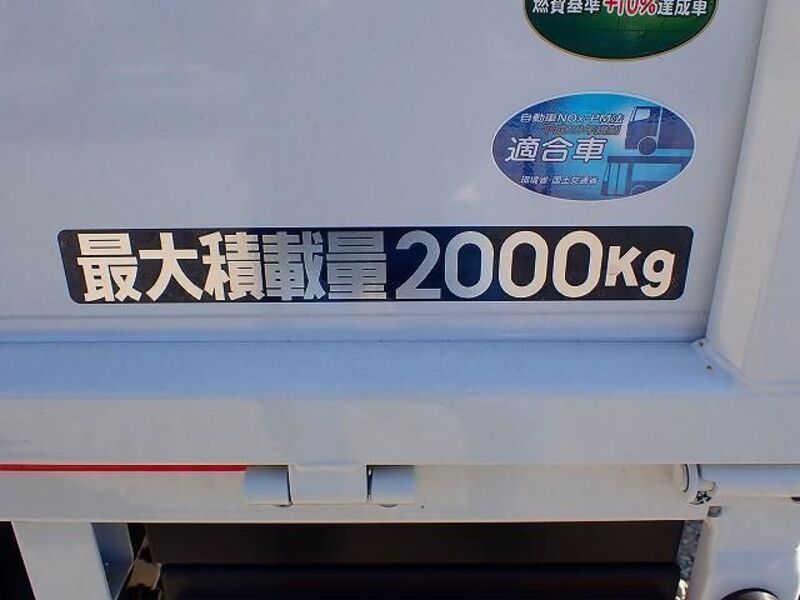 燃費基準+10%達成車
自動車NOx・PM法
適合車
環境省・国土交通省
最大積載量2000Kg